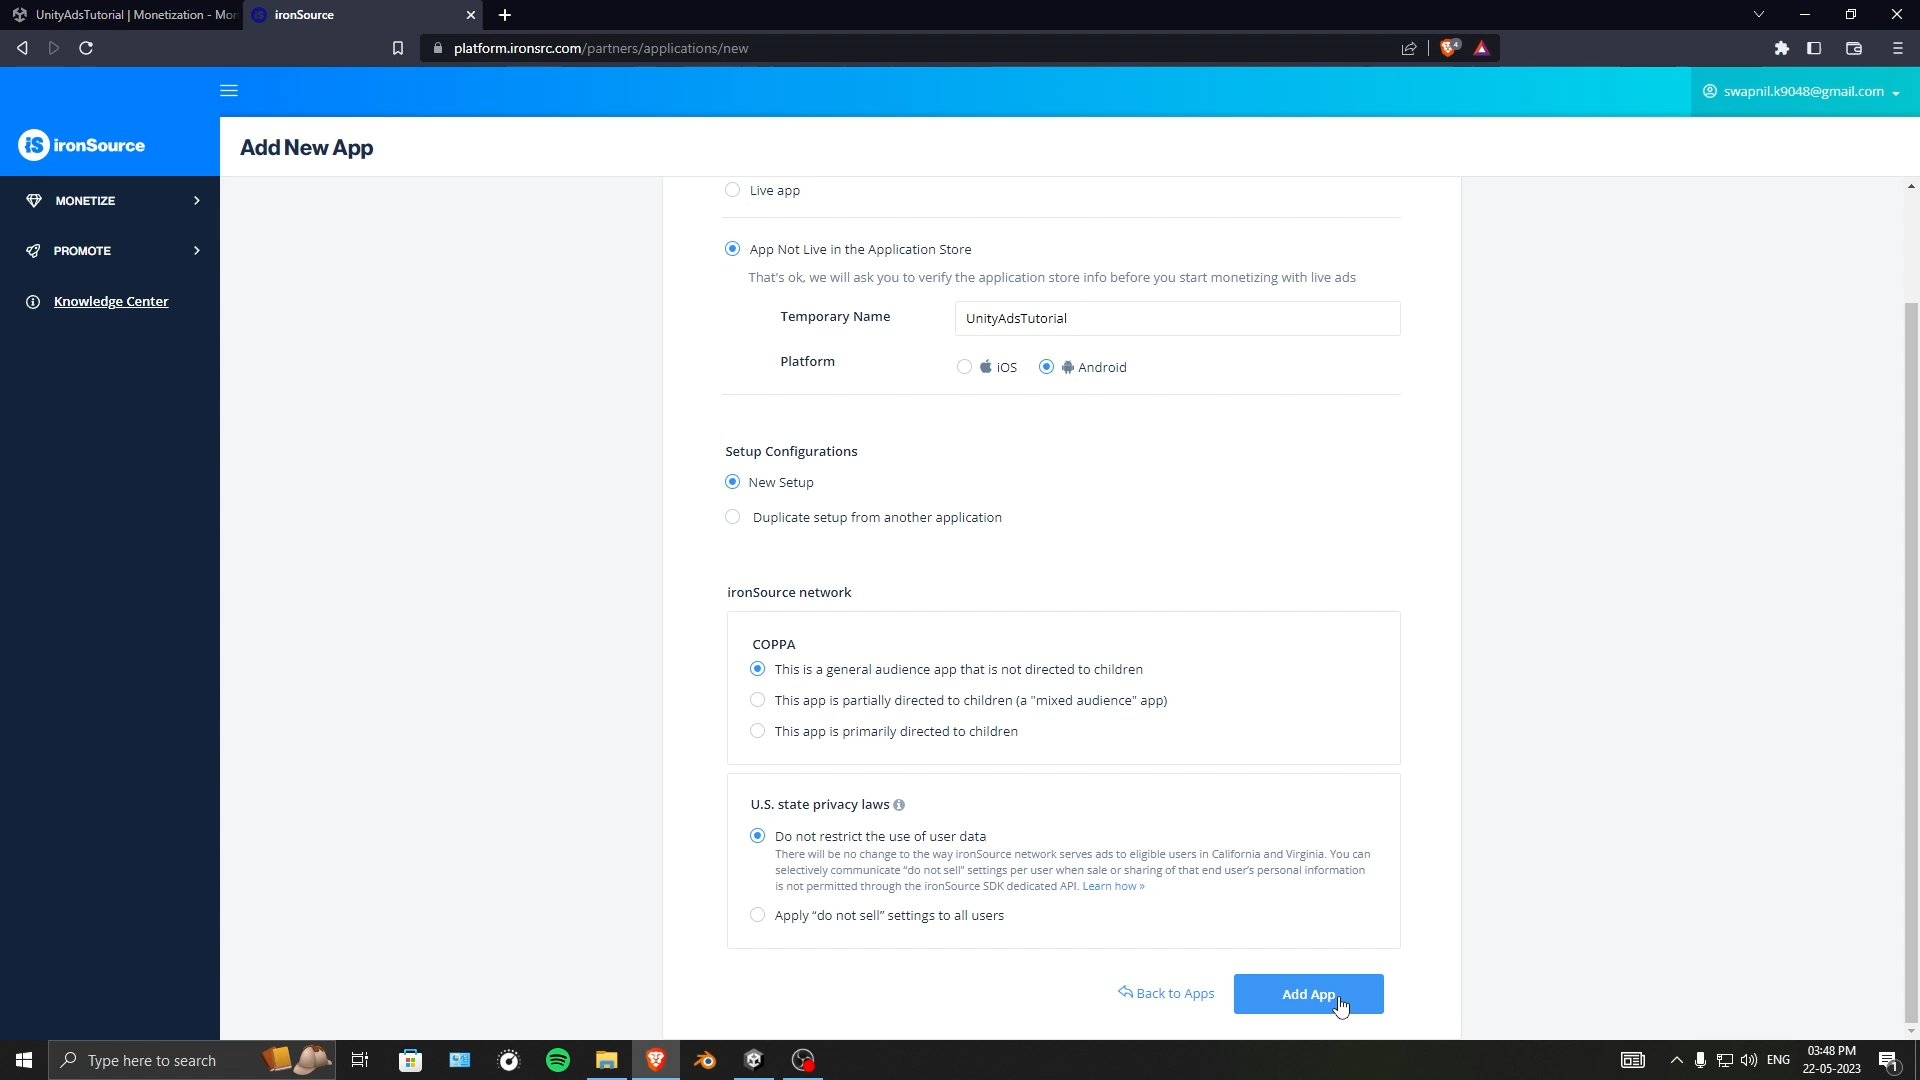 UnityAdsTutorial | Monetization - Mon
ironSource
platform.ironsrc.com/partners/applications/new
4
swapnil.k9048@gmail.com
iS ironSource
Add New App
MONETIZE
PROMOTE
Knowledge Center
Live app
App Not Live in the Application Store
That's ok, we will ask you to verify the application store info before you start monetizing with live ads
Temporary Name
UnityAdsTutorial
Platform
iOS
Android
Setup Configurations
New Setup
Duplicate setup from another application
ironSource network
COPPA
This is a general audience app that is not directed to children
This app is partially directed to children (a "mixed audience" app)
This app is primarily directed to children
U.S. state privacy laws
Do not restrict the use of user data
There will be no change to the way ironSource network serves ads to eligible users in California and Virginia. You can
selectively communicate “do not sell” settings per user when sale or sharing of that end user's personal information
is not permitted through the ironSource SDK dedicated API. Learn how »
Apply “do not sell” settings to all users
Back to Apps
Add App
Type here to search
ENG
03:48 PM
22-05-2023
1